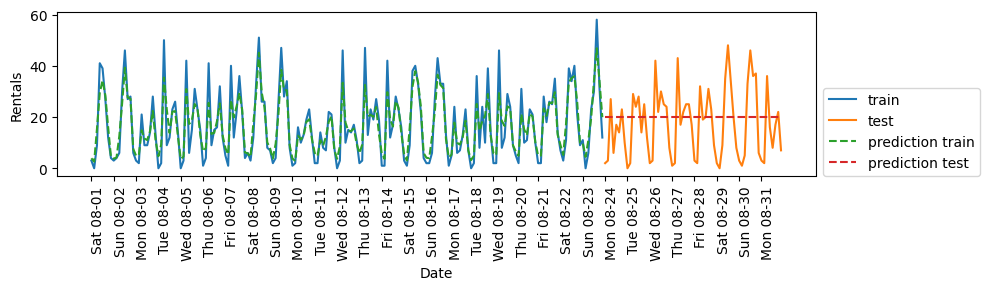 60
40
20
0
Rentals
Sat 08-01
Sun 08-02
Mon 08-03
Tue 08-04
Wed 08-05
Thu 08-06
Fri 08-07
Sat 08-08
Sun 08-09
Mon 08-10
Tue 08-11
Wed 08-12
Thu 08-13
Fri 08-14
Sat 08-15
Sun 08-16
Mon 08-17
Tue 08-18
Wed 08-19
Thu 08-20
Fri 08-21
Sat 08-22
Sun 08-23
Mon 08-24
Tue 08-25
Wed 08-26
Thu 08-27
Fri 08-28
Sat 08-29
Sun 08-30
Mon 08-31
Date
train
test
prediction train
prediction test